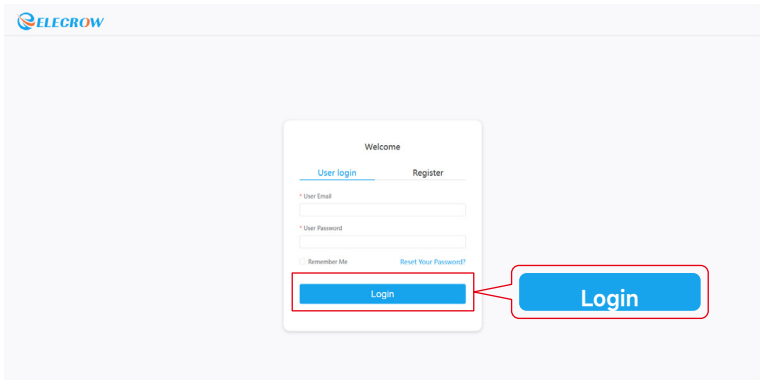 ELECROW
Welcome
User login Register
* User Email
* User Password
Remember Me Reset Your Password?
Login
Login